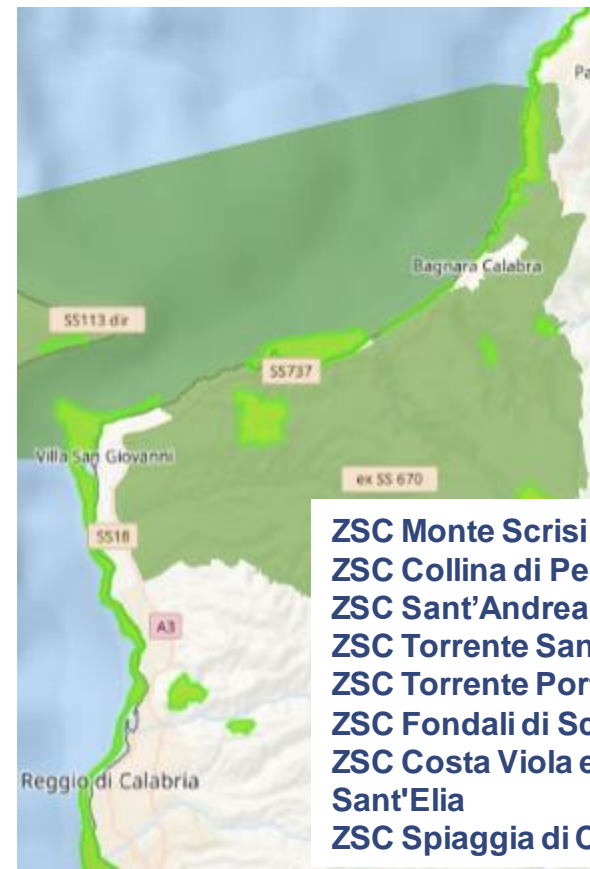 Pa
Bagnara Calabra
SS113 dir
SS737
Villa San Giovanni
ex SS 670
SS18
A3
Reggio di Calabria
ZSC Monte Scrisi
ZSC Collina di Pe
ZSC Sant’Andrea
ZSC Torrente San
ZSC Torrente Por
ZSC Fondali di Sc
ZSC Costa Viola e
Sant'Elia
ZSC Spiaggia di C